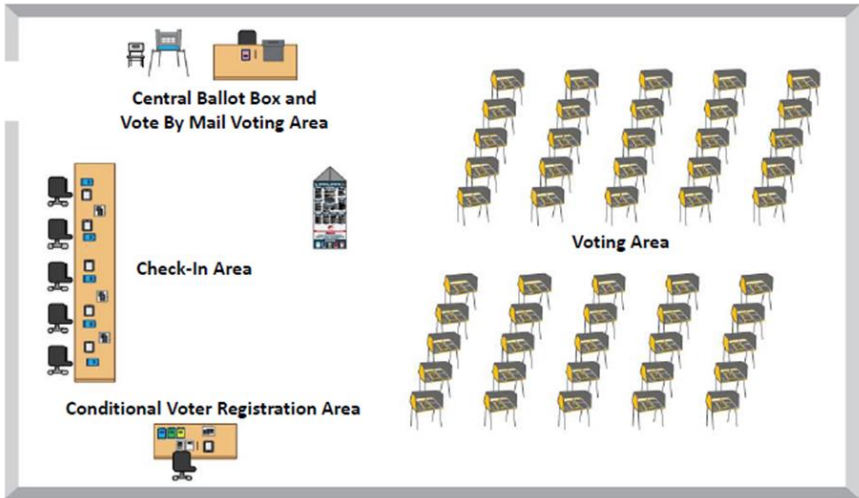 Central Ballot Box and
Vote By Mail Voting Area
Voting Area
Check-In Area
Conditional Voter Registration Area